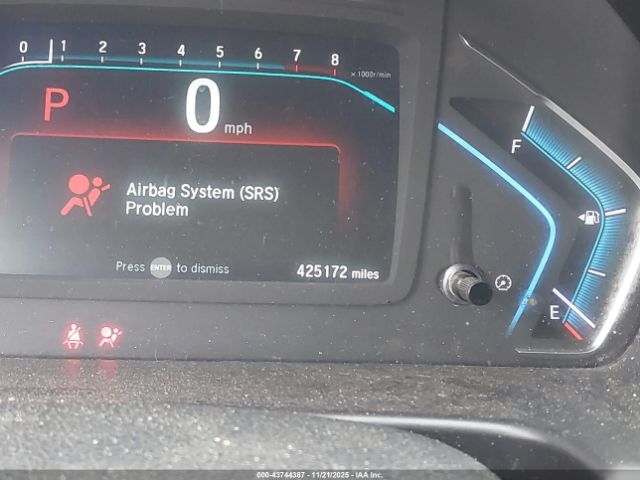 0 1 2 3 4 5 6 7 8
x 1000r/min
P 0 mph
Airbag System (SRS)
Problem
Press ENTER to dismiss
425172 miles
F
E
000-43744387 - 11/21/2025 - IAAI, Inc.